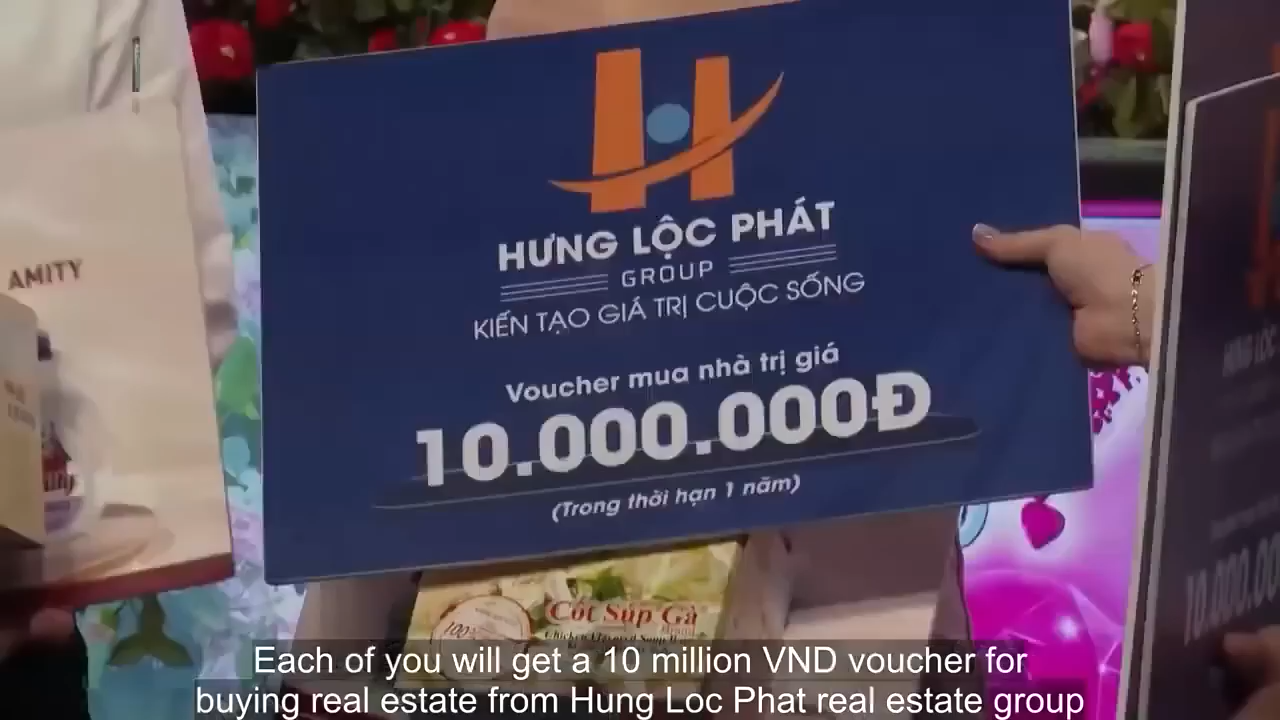 AMITY
HƯNG LỘC PHÁT
GROUP
KIẾN TẠO GIÁ TRỊ CUỘC SỐNG
Voucher mua nhà trị giá
10.000.000Đ
(Trong thời hạn 1 năm)
Cốt Súp Gà
100%
Each of you will get a 10 million VND voucher for
buying real estate from Hung Loc Phat real estate group